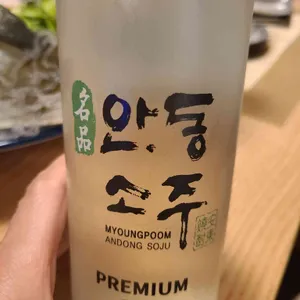 名品
안동
소주
MYOUNGPOOM
ANDONG SOJU
PREMIUM